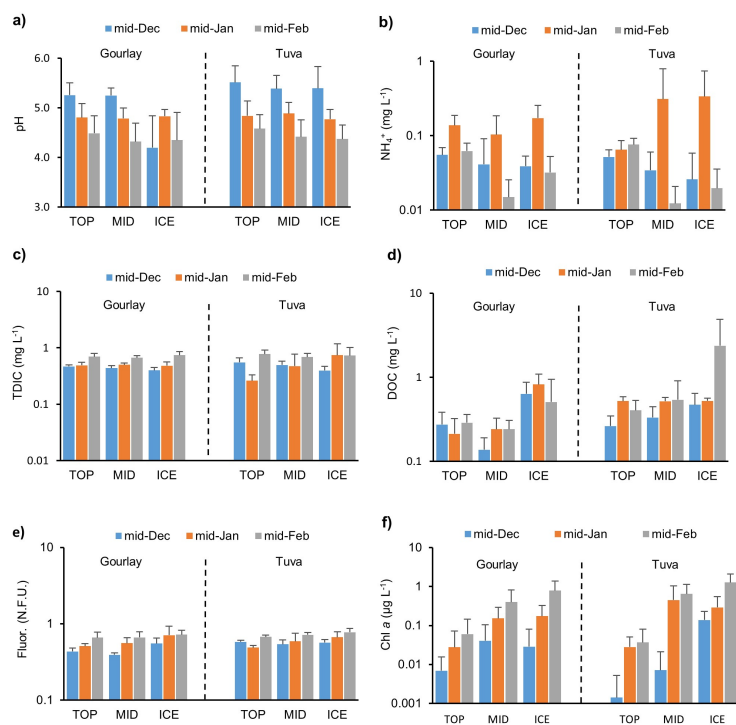 a)
mid-Dec mid-Jan mid-Feb
Gourlay Tuva
6.0
5.0
4.0
3.0
pH
TOP MID ICE TOP MID ICE
b)
mid-Dec mid-Jan mid-Feb
Gourlay Tuva
1
0.1
0.01
NH₄⁺ (mg L⁻¹)
TOP MID ICE TOP MID ICE
c)
mid-Dec mid-Jan mid-Feb
Gourlay Tuva
10
1
0.1
0.01
TDIC (mg L⁻¹)
TOP MID ICE TOP MID ICE
d)
mid-Dec mid-Jan mid-Feb
Gourlay Tuva
10
1
0.1
DOC (mg L⁻¹)
TOP MID ICE TOP MID ICE
e)
mid-Dec mid-Jan mid-Feb
Gourlay Tuva
10
1
0.1
Fluor. (N.F.U.)
TOP MID ICE TOP MID ICE
f)
mid-Dec mid-Jan mid-Feb
Gourlay Tuva
10
1
0.1
0.01
0.001
Chl a (µg L⁻¹)
TOP MID ICE TOP MID ICE